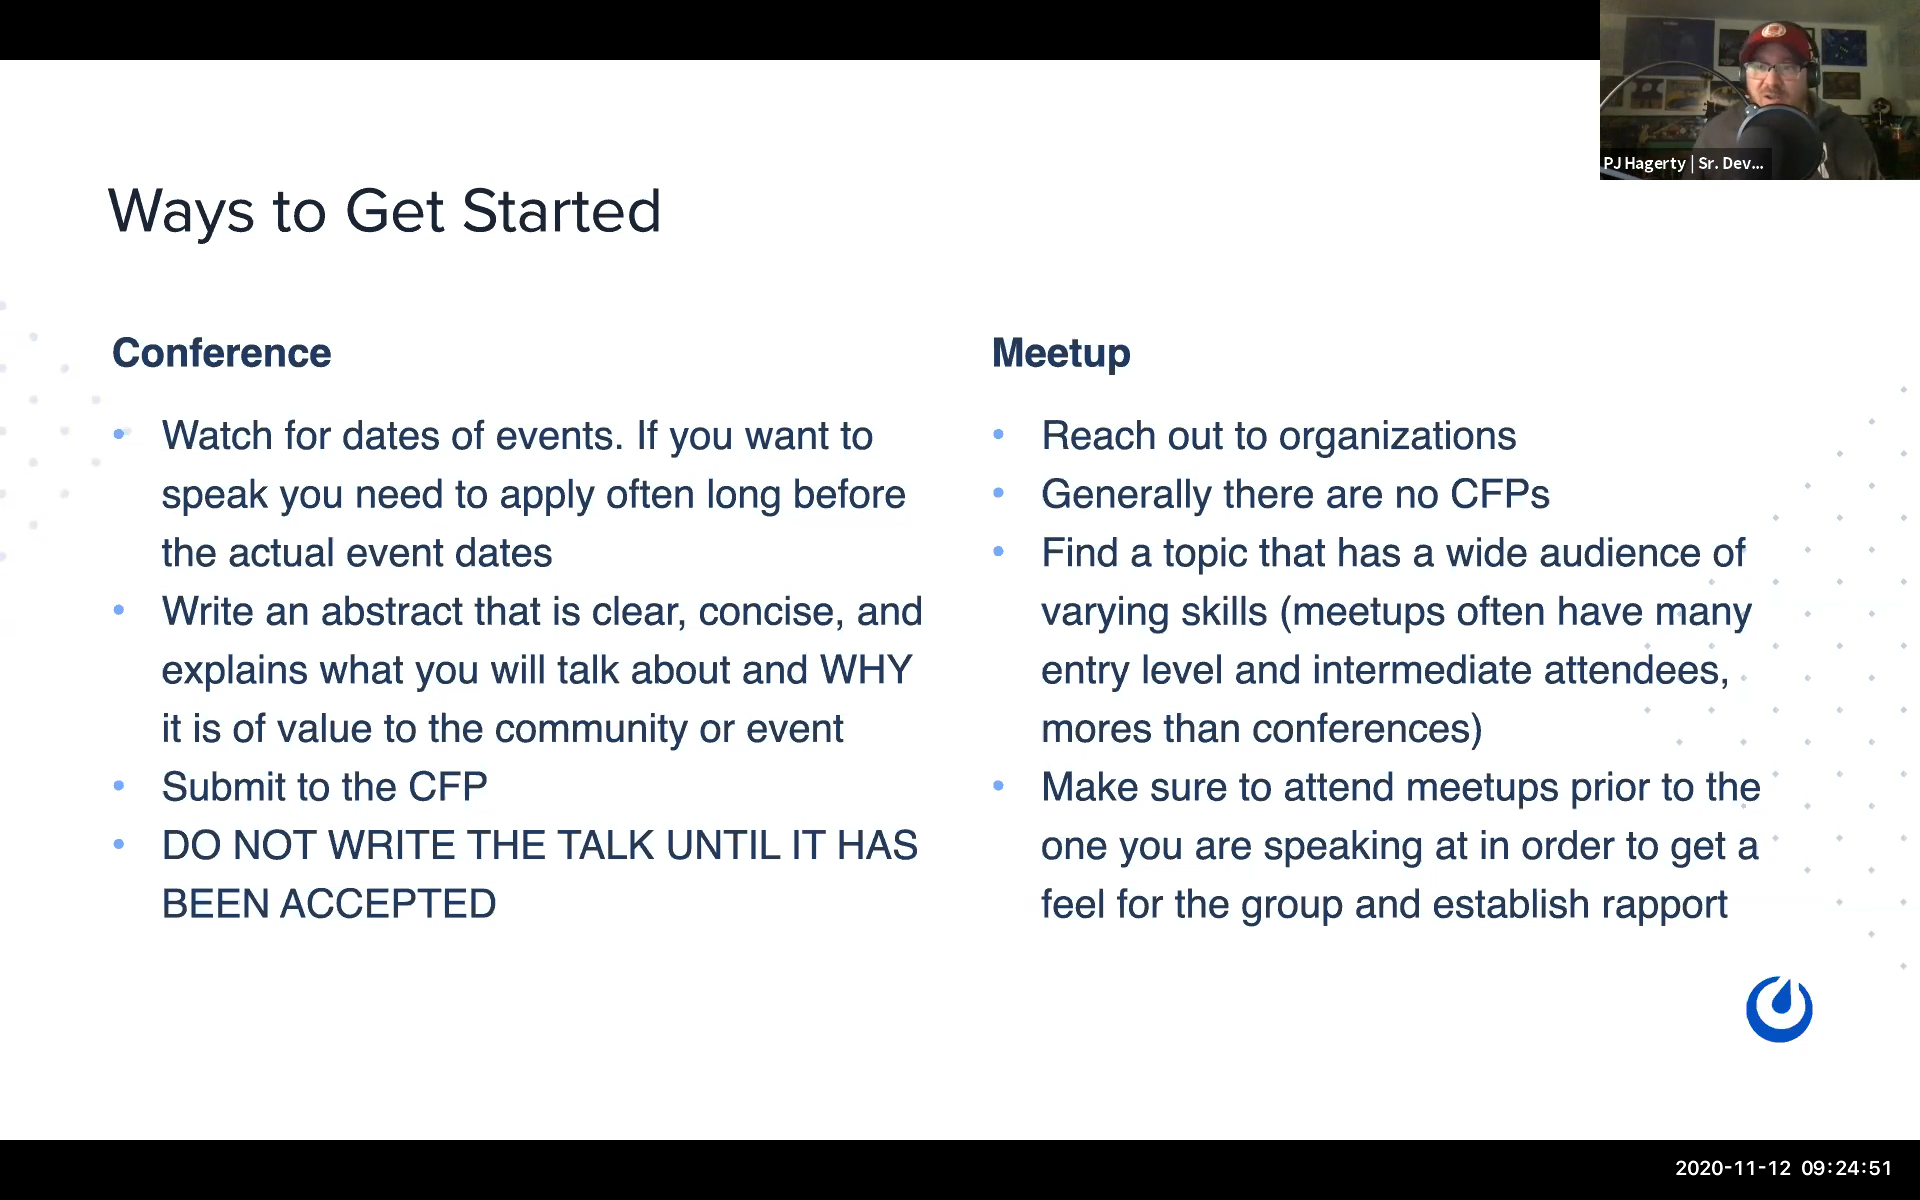 PJ Hagerty | Sr. Dev...
Ways to Get Started
Conference
Watch for dates of events. If you want to
speak you need to apply often long before
the actual event dates
Write an abstract that is clear, concise, and
explains what you will talk about and WHY
it is of value to the community or event
Submit to the CFP
DO NOT WRITE THE TALK UNTIL IT HAS
BEEN ACCEPTED
Meetup
Reach out to organizations
Generally there are no CFPs
Find a topic that has a wide audience of
varying skills (meetups often have many
entry level and intermediate attendees,
mores than conferences)
Make sure to attend meetups prior to the
one you are speaking at in order to get a
feel for the group and establish rapport
2020-11-12 09:24:51